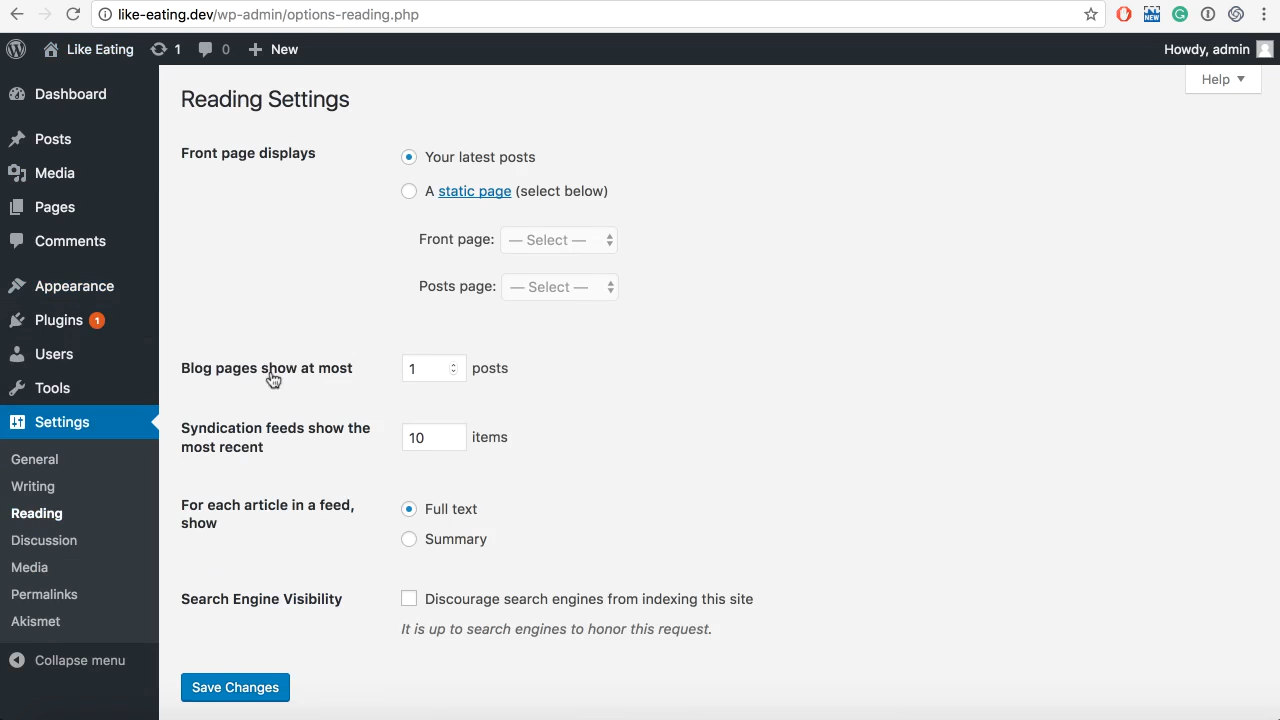 like-eating.dev/wp-admin/options-reading.php
NEW
Like Eating 1 0 New Howdy, admin
Help
Dashboard
Posts
Media
Pages
Comments
Appearance
Plugins 1
Users
Tools
Settings
General
Writing
Reading
Discussion
Media
Permalinks
Akismet
Collapse menu
Reading Settings
Front page displays
Your latest posts
A static page (select below)
Front page: — Select —
Posts page: — Select —
Blog pages show at most 1 posts
Syndication feeds show the
most recent
10 items
For each article in a feed,
show
Full text
Summary
Search Engine Visibility
Discourage search engines from indexing this site
It is up to search engines to honor this request.
Save Changes